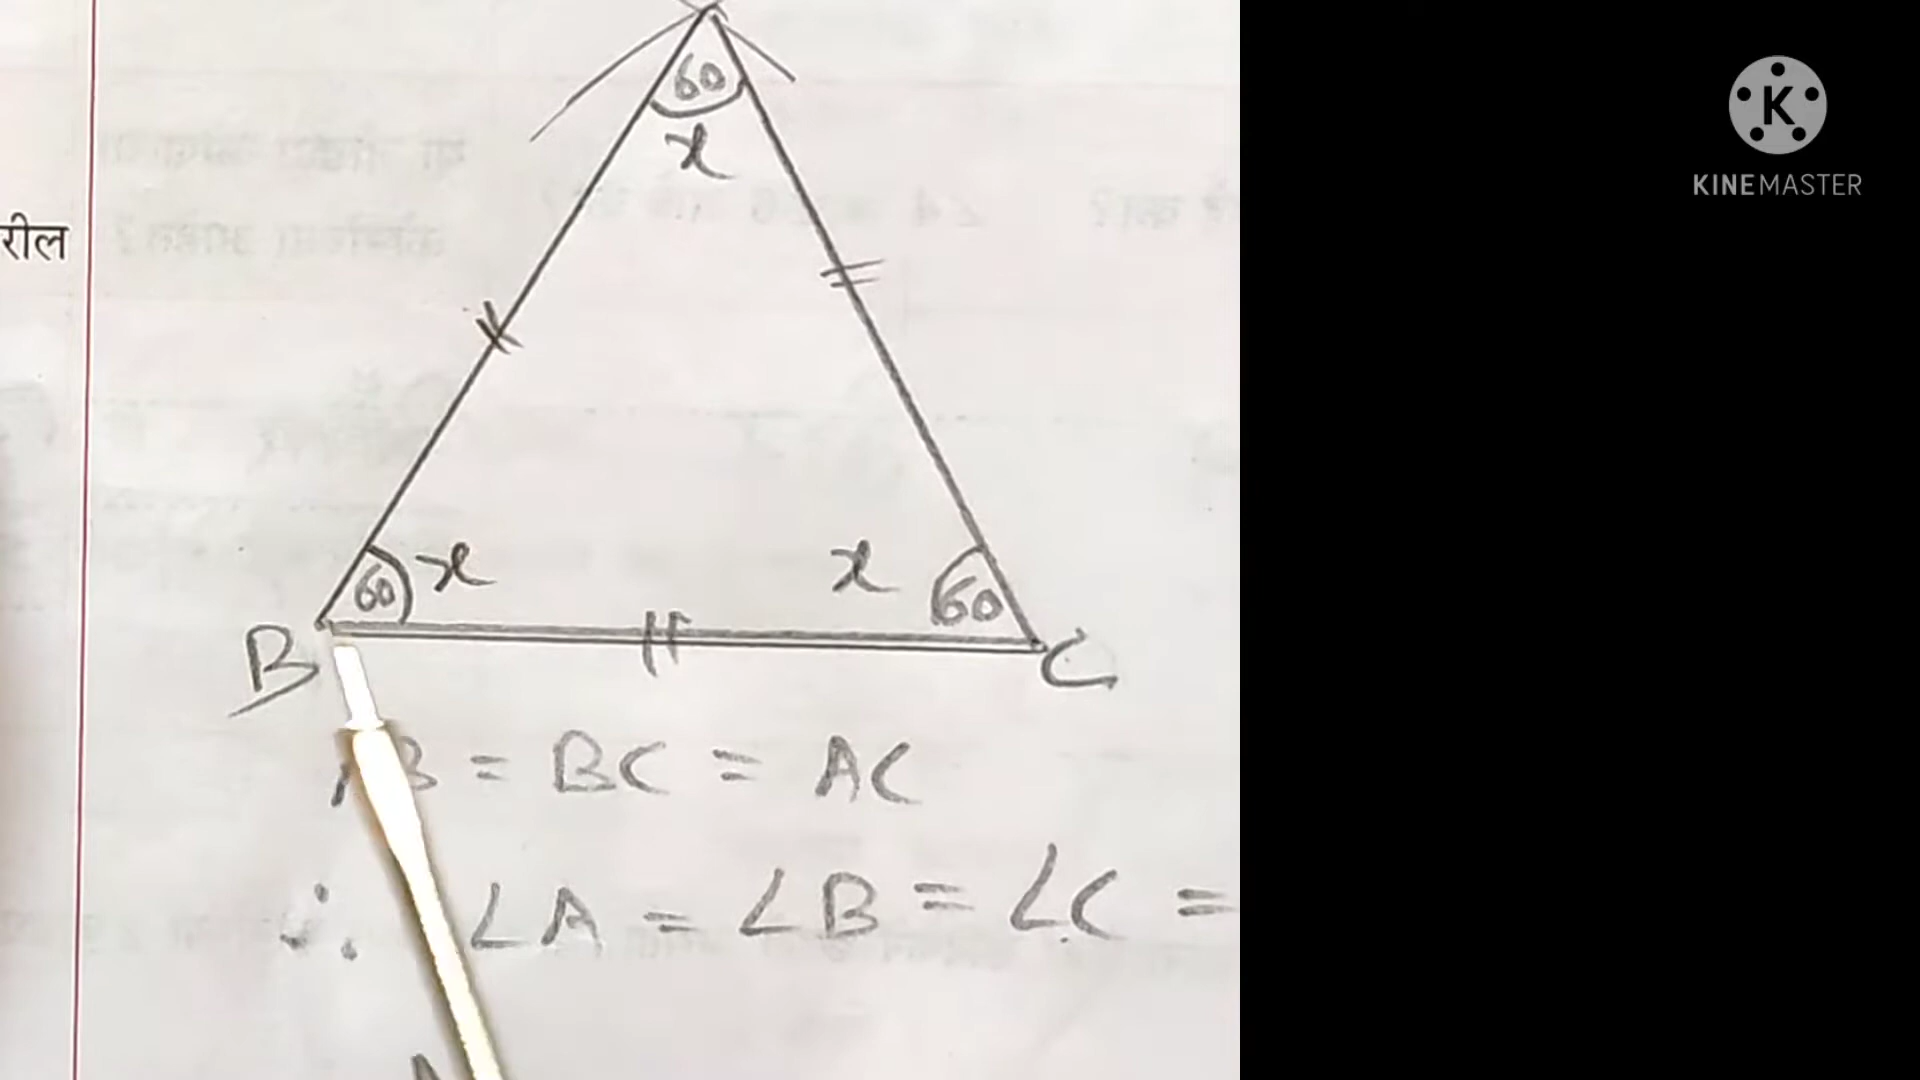 60
x
रील
60 x
x 60
B
C
AB = BC = AC
∴ ∠A = ∠B = ∠C =
K
KINEMASTER